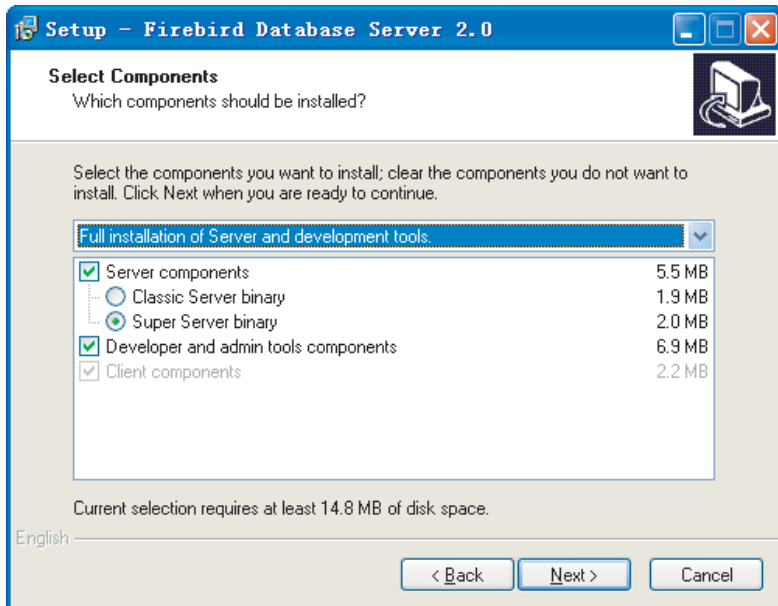 Setup - Firebird Database Server 2.0
Select Components
Which components should be installed?
Select the components you want to install; clear the components you do not want to
install. Click Next when you are ready to continue.
Full installation of Server and development tools.
Server components 5.5 MB
Classic Server binary 1.9 MB
Super Server binary 2.0 MB
Developer and admin tools components 6.9 MB
Client components 2.2 MB
Current selection requires at least 14.8 MB of disk space.
English
< Back Next > Cancel